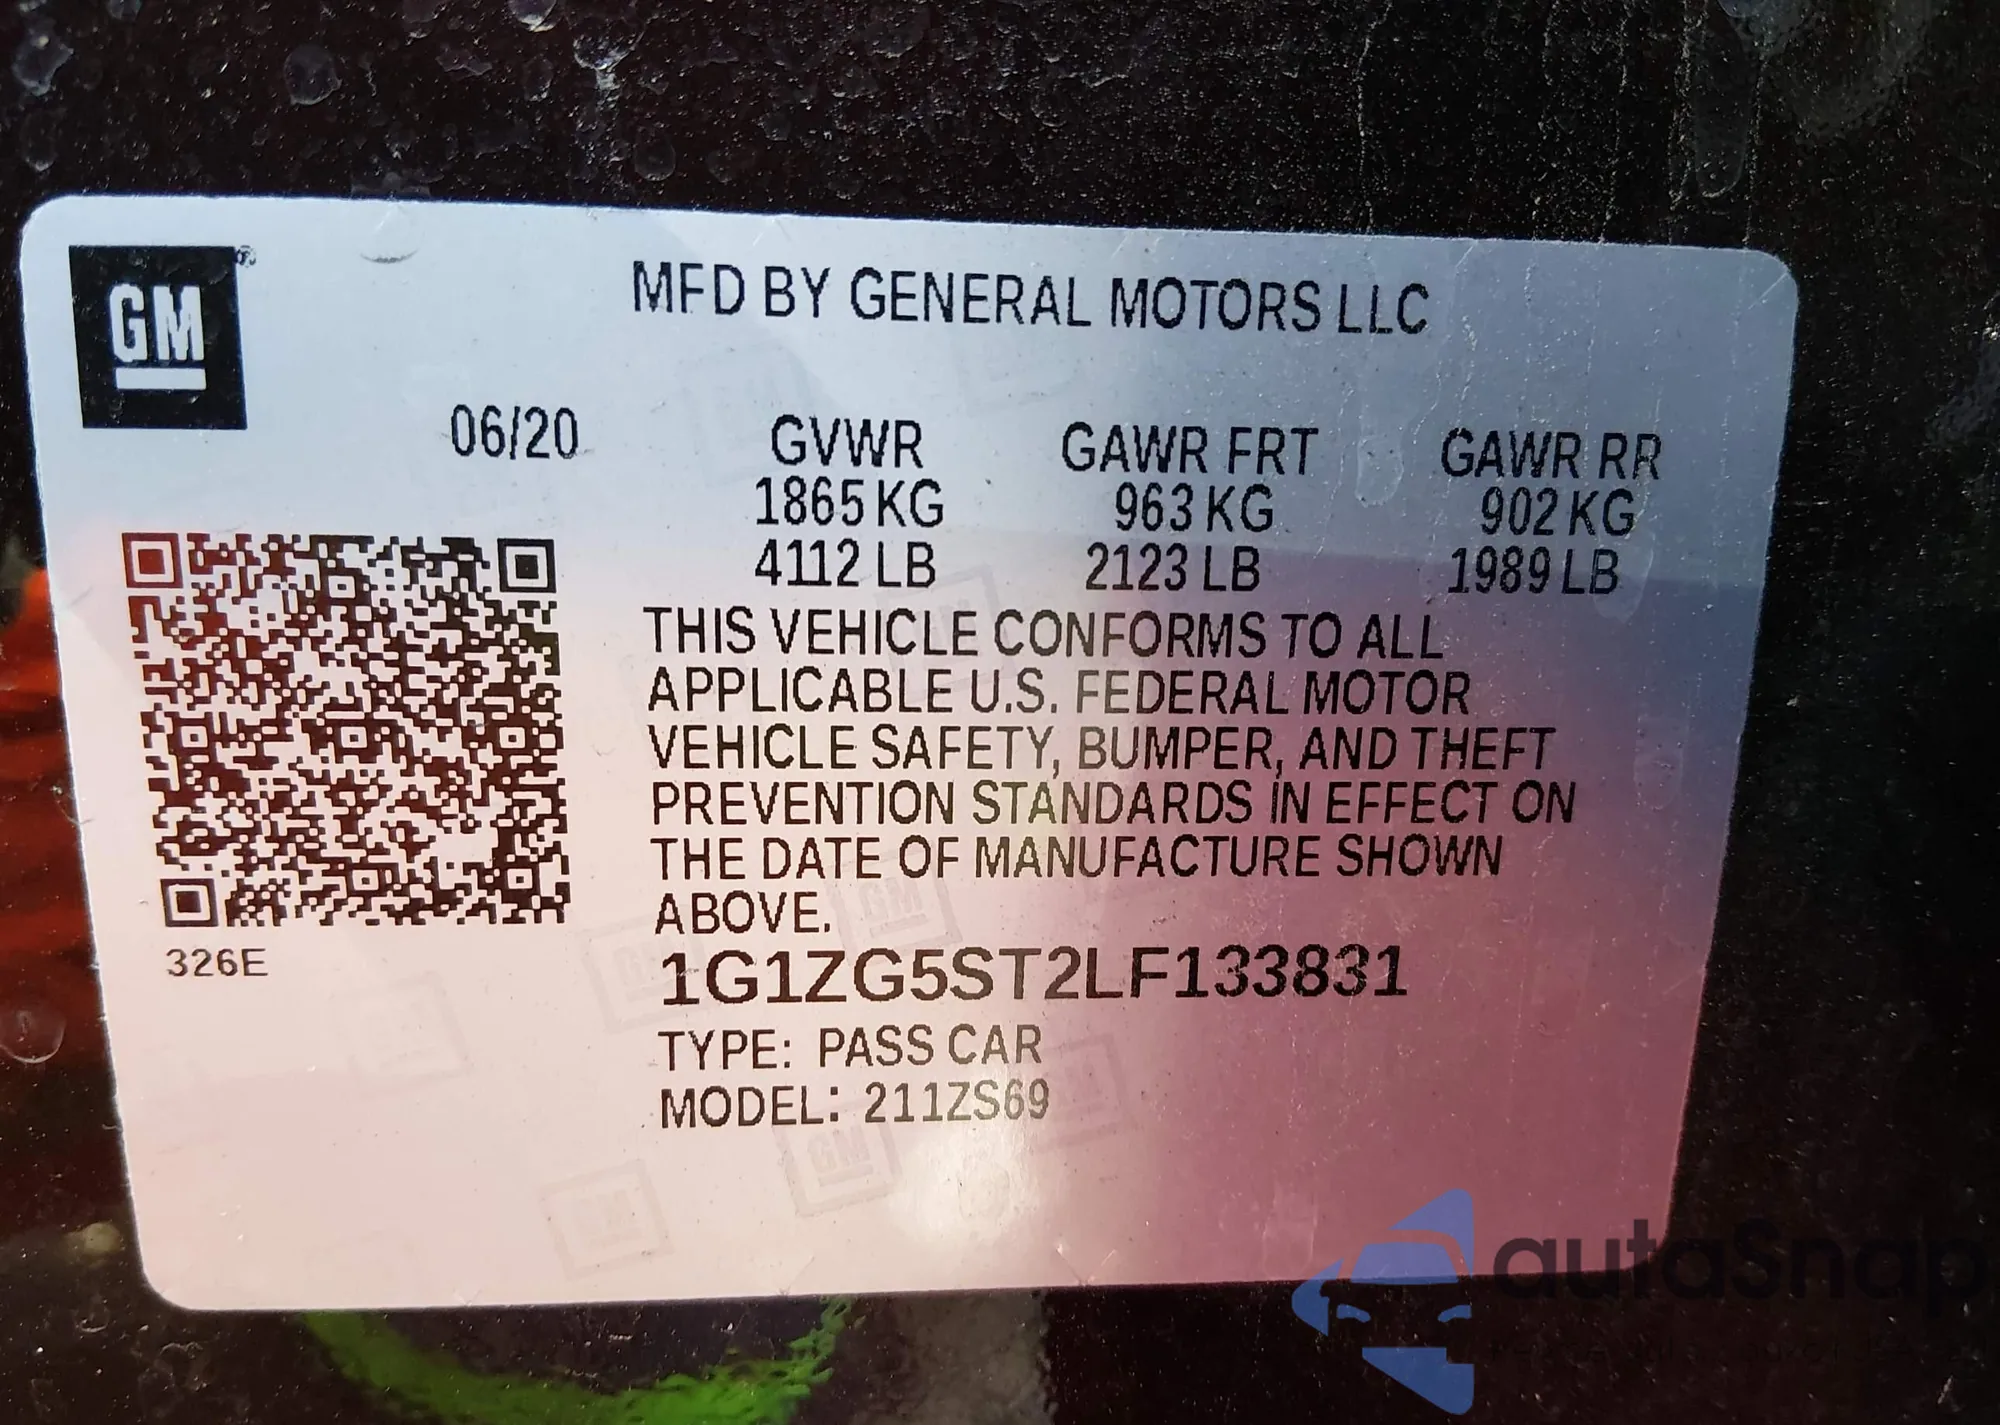 GM®
MFD BY GENERAL MOTORS LLC
06/20
GVWR GAWR FRT GAWR RR
1865 KG 963 KG 902 KG
4112 LB 2123 LB 1989 LB
THIS VEHICLE CONFORMS TO ALL
APPLICABLE U.S. FEDERAL MOTOR
VEHICLE SAFETY, BUMPER, AND THEFT
PREVENTION STANDARDS IN EFFECT ON
THE DATE OF MANUFACTURE SHOWN
ABOVE.
326E
1G1ZG5ST2LF133831
TYPE: PASS CAR
MODEL: 211ZS69
autaSnap